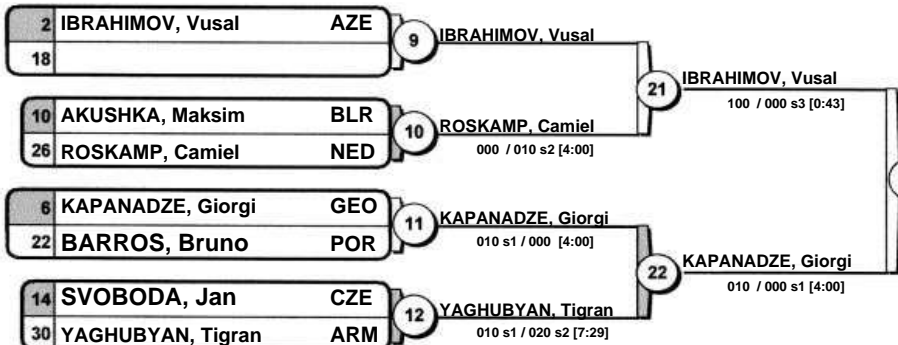 2 IBRAHIMOV, Vusal AZE
18
9
IBRAHIMOV, Vusal
10 AKUSHKA, Maksim BLR
26 ROSKAMP, Camiel NED
10
ROSKAMP, Camiel
000 / 010 s2 [4:00]
21
IBRAHIMOV, Vusal
100 / 000 s3 [0:43]
6 KAPANADZE, Giorgi GEO
22 BARROS, Bruno POR
11
KAPANADZE, Giorgi
010 s1 / 000 [4:00]
14 SVOBODA, Jan CZE
30 YAGHUBYAN, Tigran ARM
12
YAGHUBYAN, Tigran
010 s1 / 020 s2 [7:29]
22
KAPANADZE, Giorgi
010 / 000 s1 [4:00]